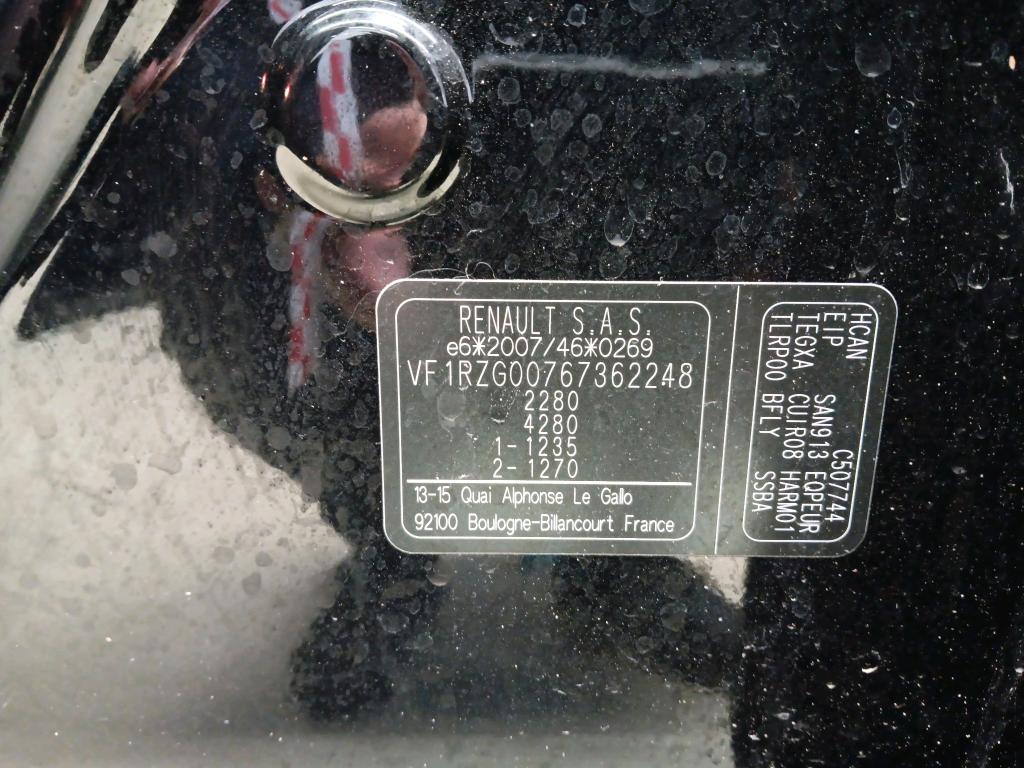 RENAULT S.A.S.
e6*2007/46*0269
VF1RZG00767362248
2280
4280
1-1235
2-1270
13-15 Quai Alphonse Le Gallo
92100 Boulogne-Billancourt France
HCAN C507744
EIP SAN913 EQPEUR
TEGXA CUIR08 HARM01
TLRP00 BFLY SSBA